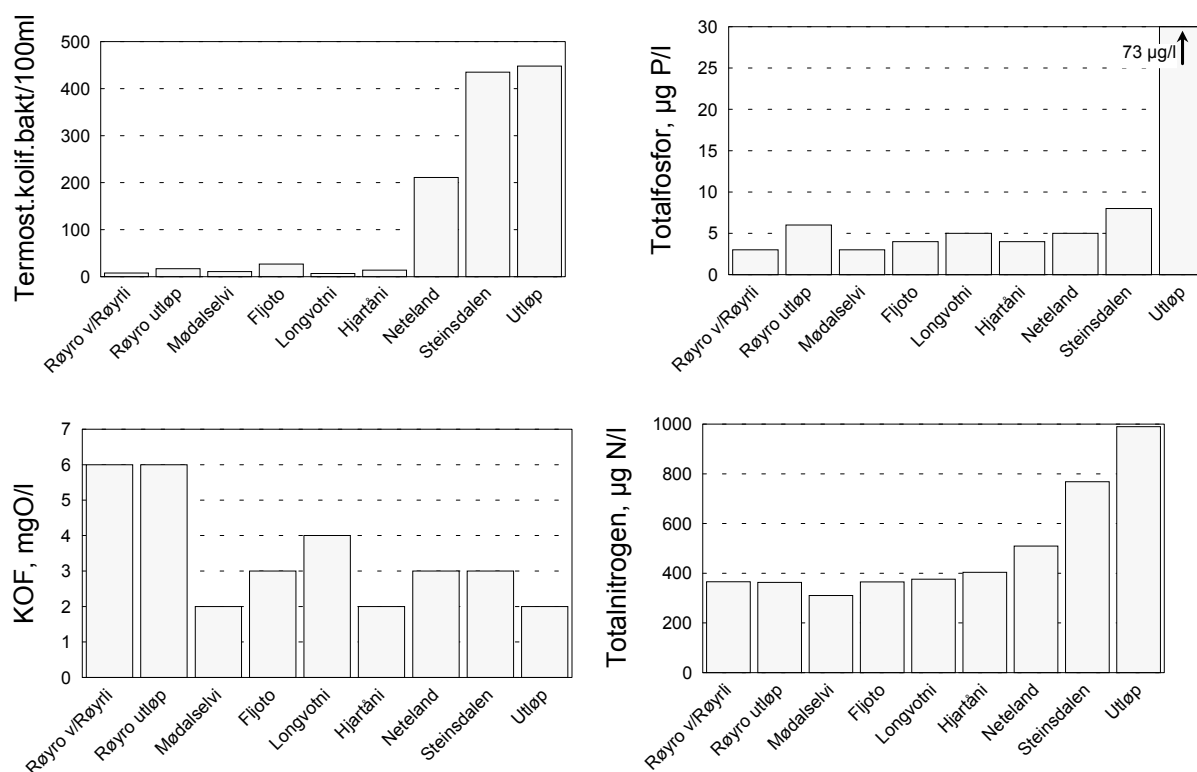 Termost.kolif.bakt/100ml
500
400
300
200
100
0
Røyro v/Røyrli
Røyro utløp
Mødalselvi
Fljoto
Longvotni
Hjartåni
Neteland
Steinsdalen
Utløp
Totalfosfor, µg P/l
30
25
20
15
10
5
0
73 µg/l
Røyro v/Røyrli
Røyro utløp
Mødalselvi
Fljoto
Longvotni
Hjartåni
Neteland
Steinsdalen
Utløp
KOF, mgO/l
7
6
5
4
3
2
1
0
Røyro v/Røyrli
Røyro utløp
Mødalselvi
Fljoto
Longvotni
Hjartåni
Neteland
Steinsdalen
Utløp
Totalnitrogen, µg N/l
1000
800
600
400
200
0
Røyro v/Røyrli
Røyro utløp
Mødalselvi
Fljoto
Longvotni
Hjartåni
Neteland
Steinsdalen
Utløp